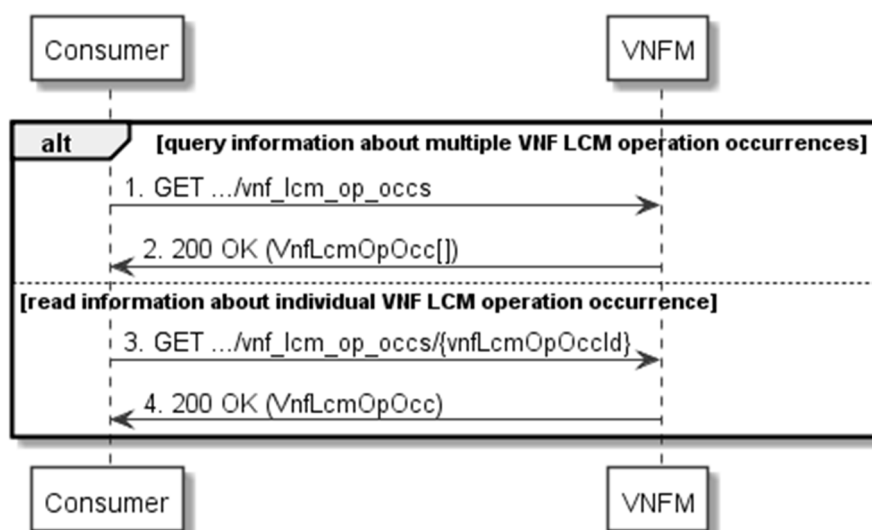 Consumer
VNFM
alt
[query information about multiple VNF LCM operation occurrences]
1. GET .../vnf_lcm_op_occs
2. 200 OK (VnfLcmOpOcc[])
[read information about individual VNF LCM operation occurrence]
3. GET .../vnf_lcm_op_occs/{vnfLcmOpOccId}
4. 200 OK (VnfLcmOpOcc)
Consumer
VNFM